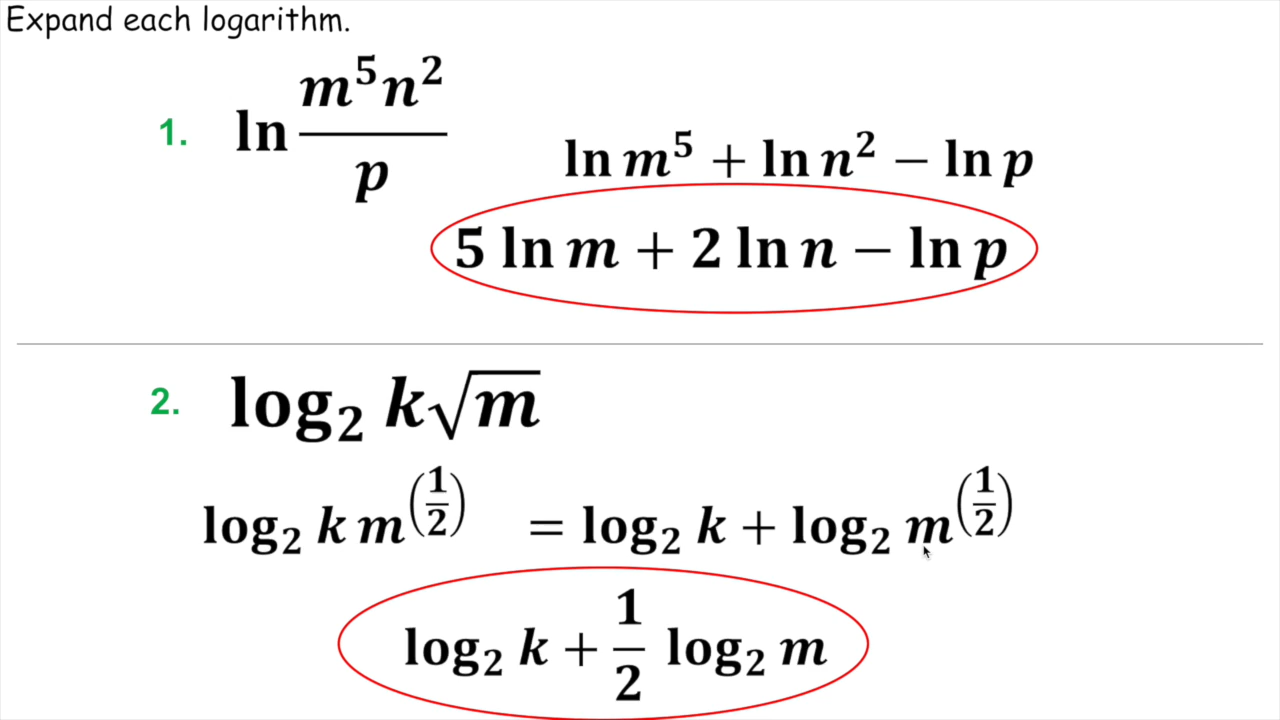 Expand each logarithm.
1. ln m⁵n²/p
ln m⁵ + ln n² − ln p
5 ln m + 2 ln n − ln p
2. log₂ k√m
log₂ k m^(1/2) = log₂ k + log₂ m^(1/2)
log₂ k + 1/2 log₂ m